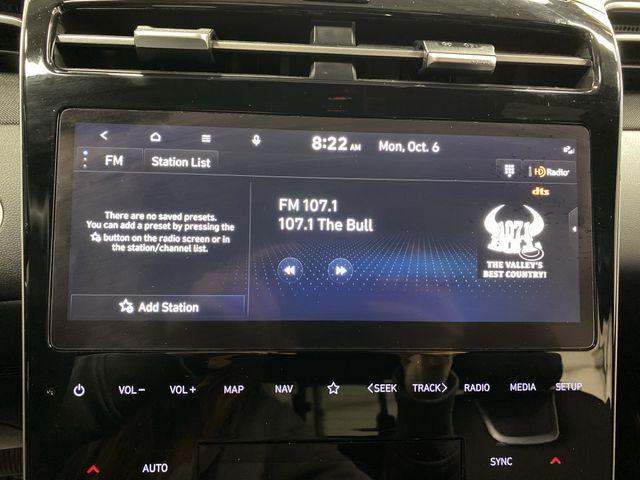 8:22 AM Mon, Oct. 6
FM Station List
HD Radio
dts
There are no saved presets.
You can add a preset by pressing the
button on the radio screen or in
the station/channel list.
Add Station
FM 107.1
107.1 The Bull
107.1
THE VALLEY'S
BEST COUNTRY!
VOL- VOL+ MAP NAV <SEEK TRACK> RADIO MEDIA SETUP
AUTO SYNC